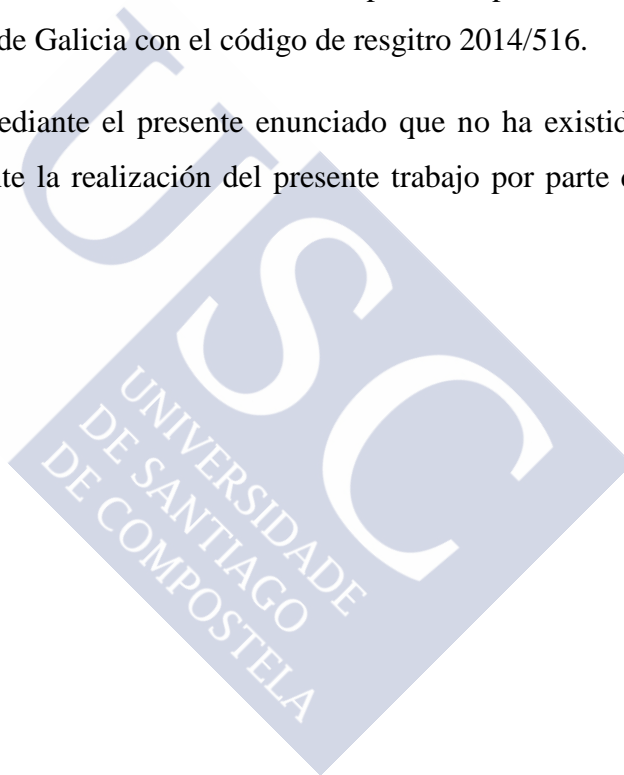 de Galicia con el código de resgitro 2014/516.
ediante el presente enunciado que no ha existid
te la realización del presente trabajo por parte
USC
UNIVERSIDADE
DE SANTIAGO
DE COMPOSTELA